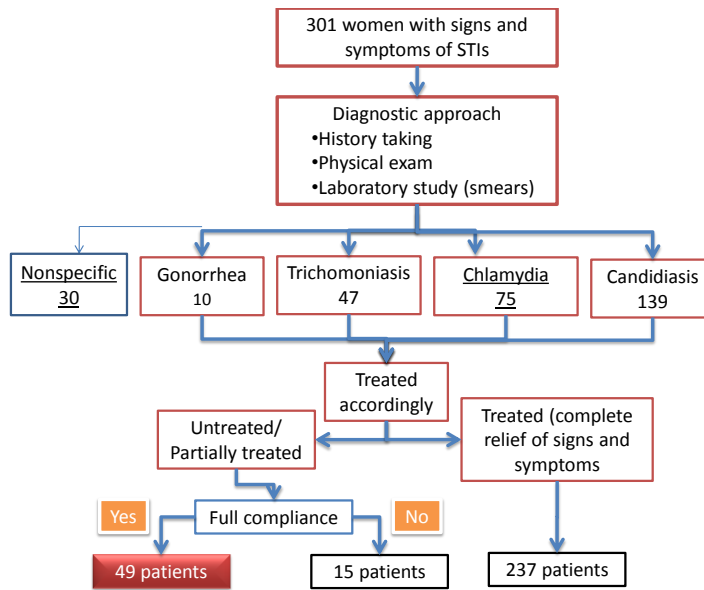 301 women with signs and
symptoms of STIs
Diagnostic approach
•History taking
•Physical exam
•Laboratory study (smears)
Nonspecific
30
Gonorrhea
10
Trichomoniasis
47
Chlamydia
75
Candidiasis
139
Treated
accordingly
Untreated/
Partially treated
Treated (complete
relief of signs and
symptoms
Yes
Full compliance
No
49 patients
15 patients
237 patients